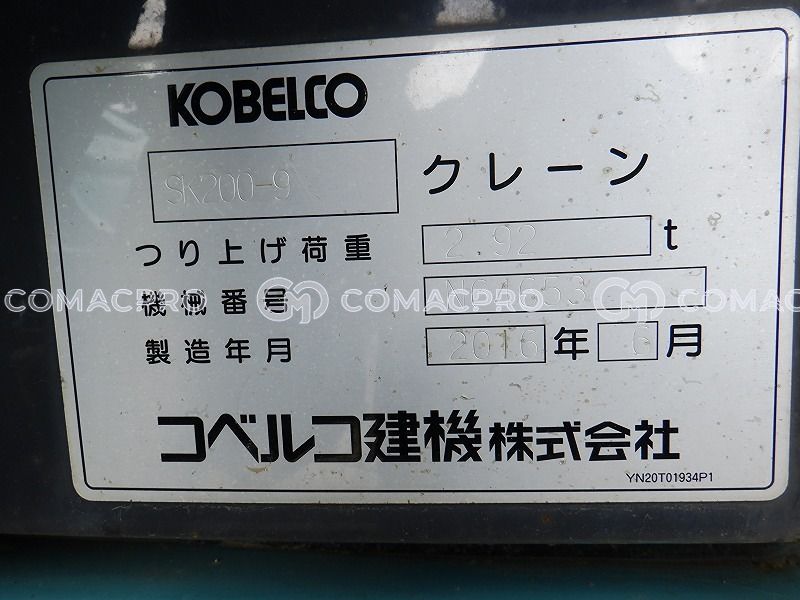 KOBELCO
SK200-9 クレーン
つり上げ荷重 2.92 t
機械番号
COMACPRO COMACPRO COMACPRO
製造年月 2016 年 6 月
コベルコ建機株式会社
YN20T01934P1